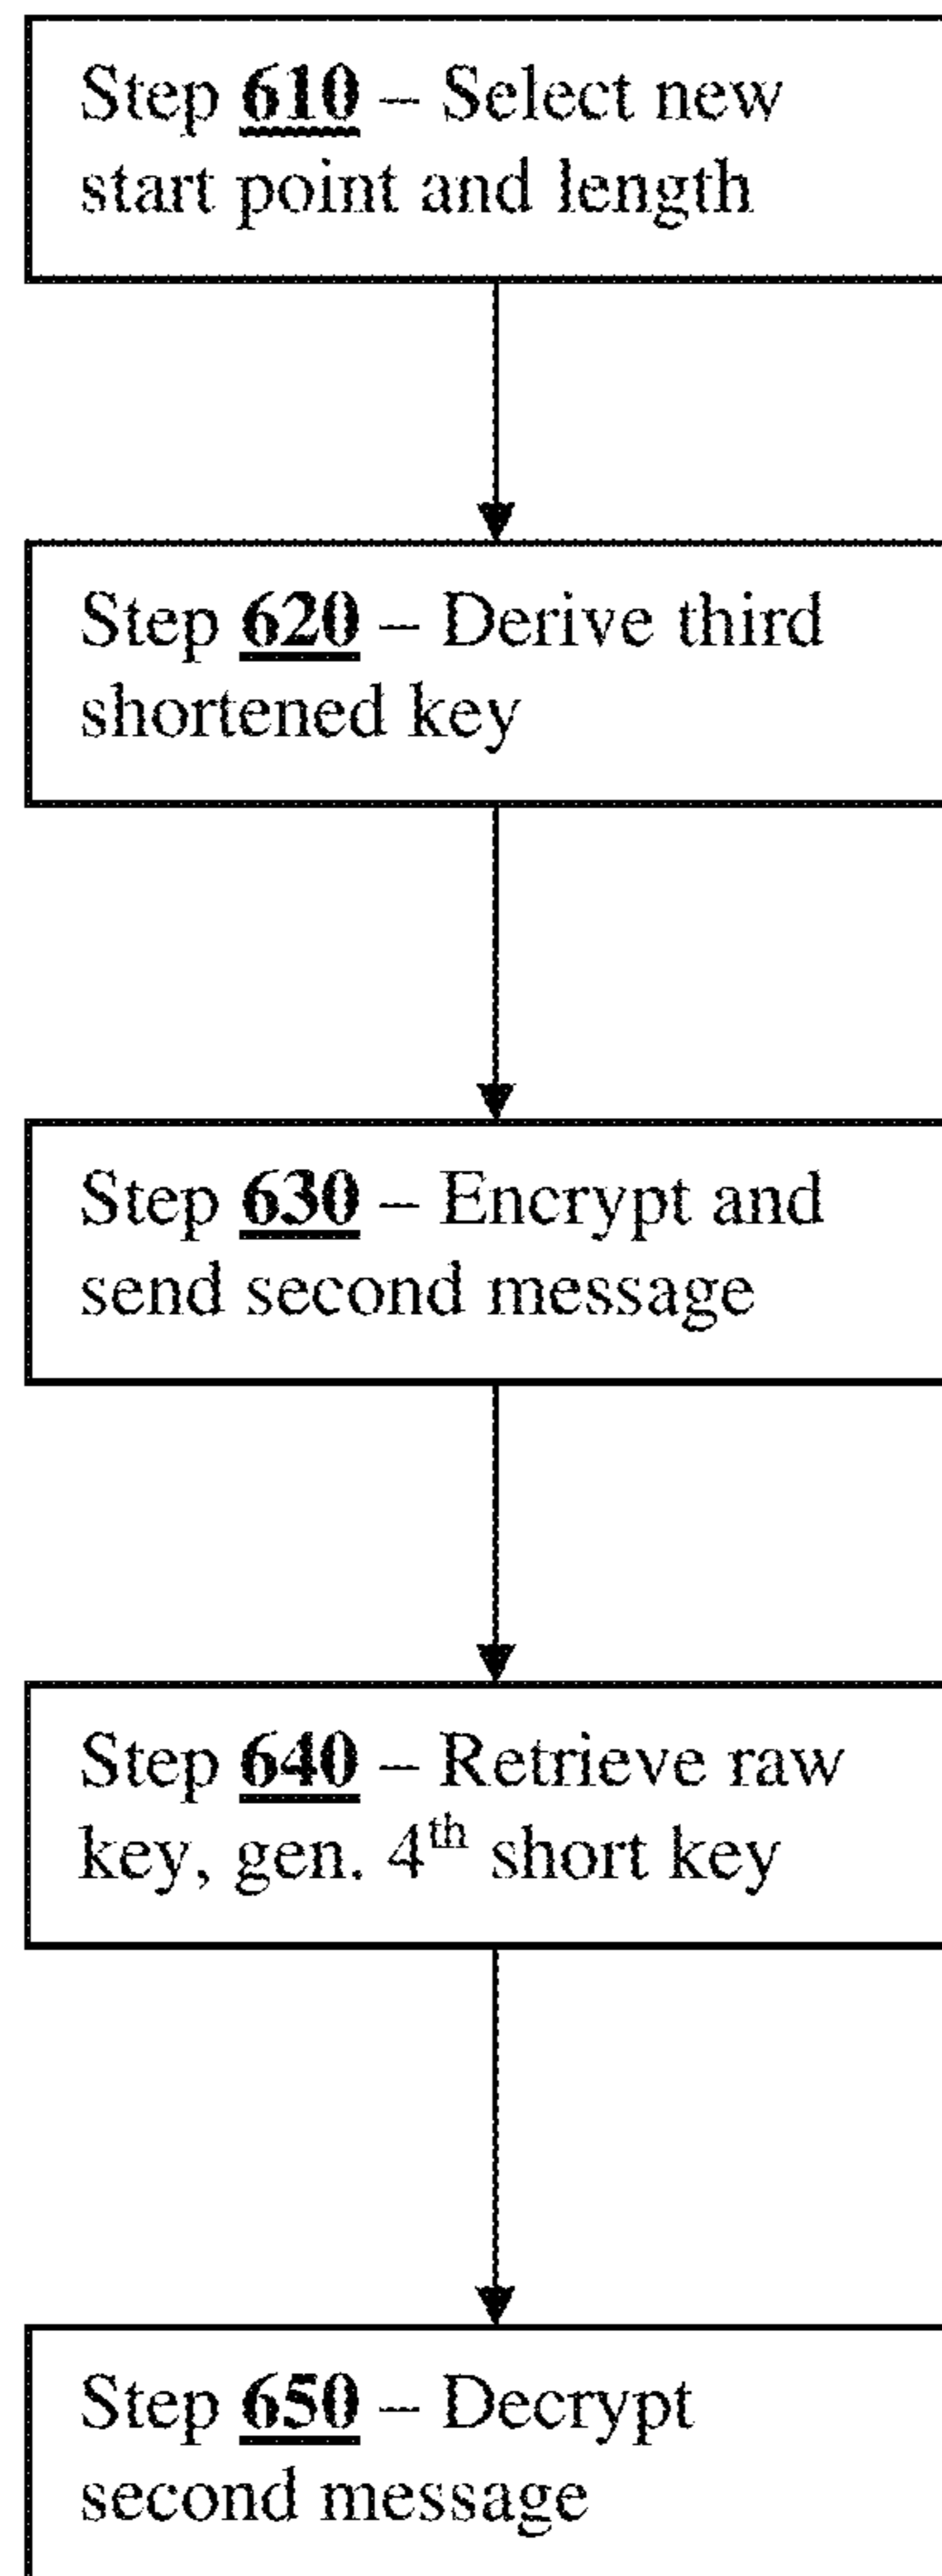 Step 610 – Select new
start point and length
Step 620 – Derive third
shortened key
Step 630 – Encrypt and
send second message
Step 640 – Retrieve raw
key, gen. 4th short key
Step 650 – Decrypt
second message